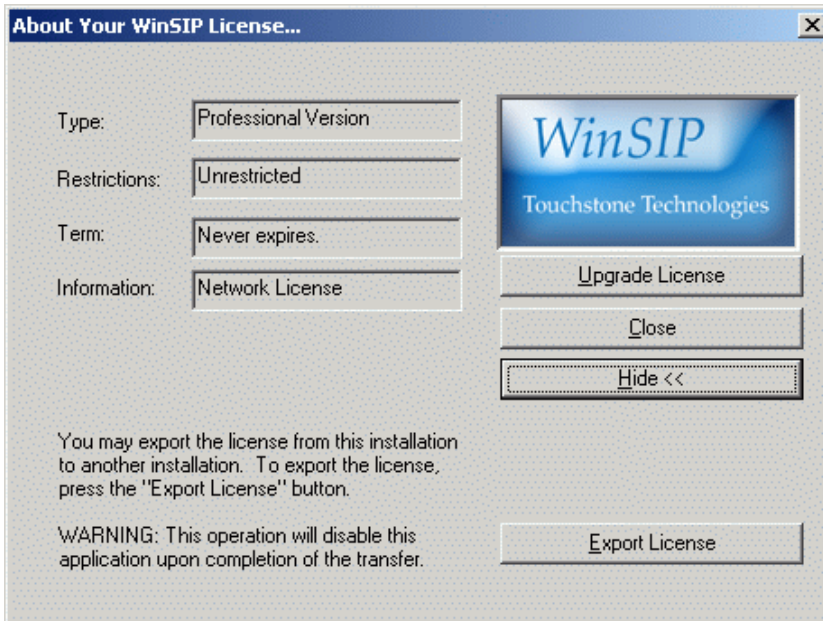 About Your WinSIP License...
Type:
Professional Version
Restrictions:
Unrestricted
Term:
Never expires.
Information:
Network License
WinSIP
Touchstone Technologies
Upgrade License
Close
Hide <<
You may export the license from this installation
to another installation.  To export the license,
press the "Export License" button.
WARNING: This operation will disable this
application upon completion of the transfer.
Export License